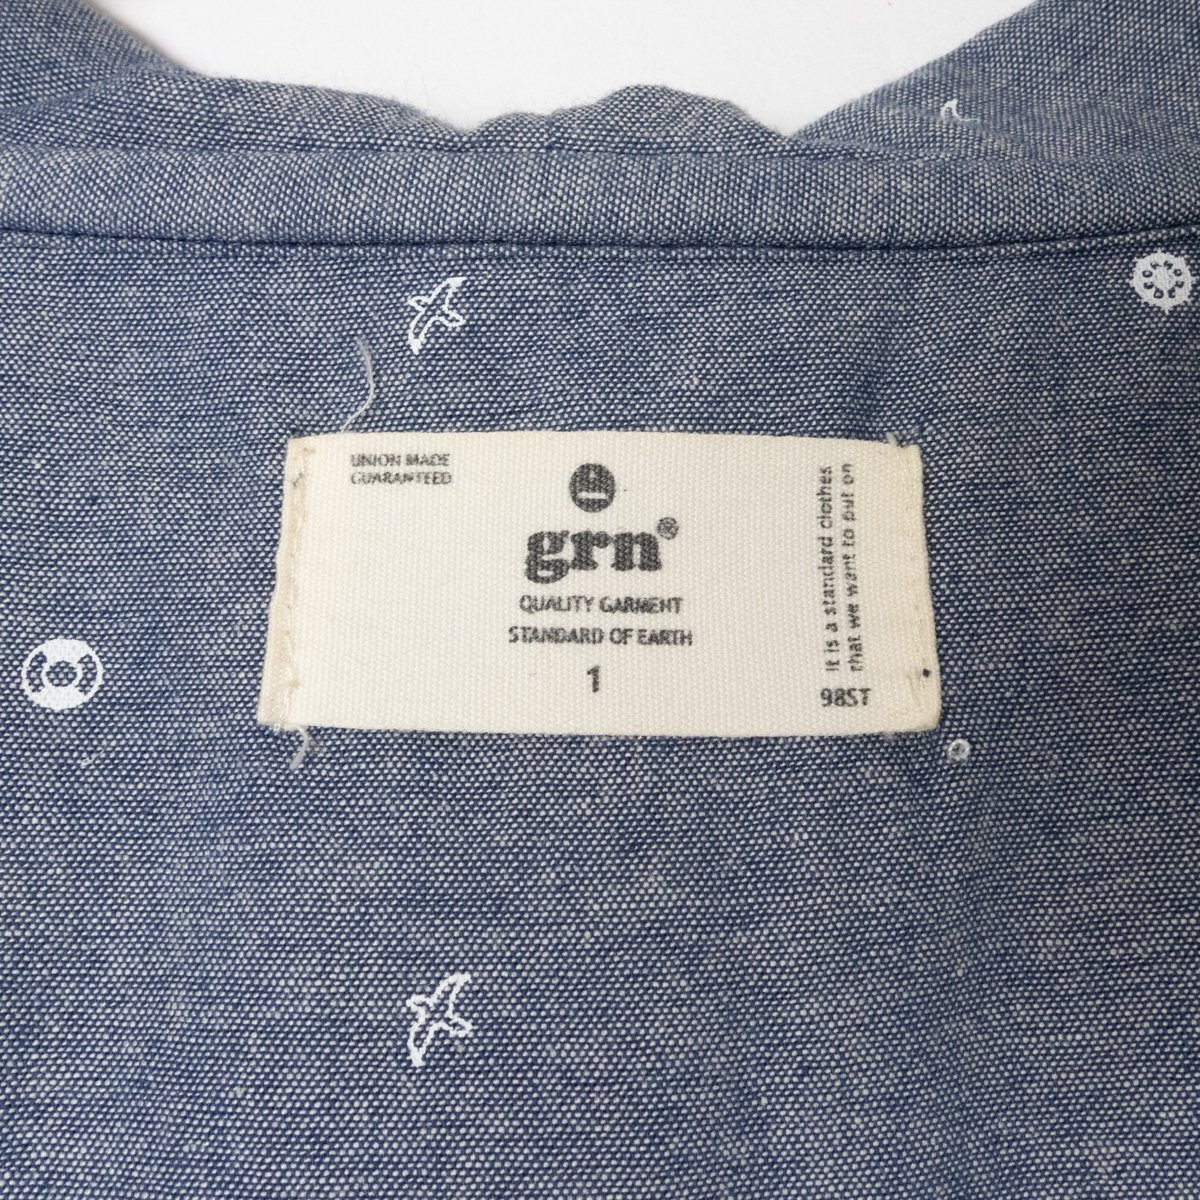 UNION MADE
GUARANTEED
grn®
QUALITY GARMENT
STANDARD OF EARTH
1
It is a standard clothes
that we want to put on
98ST